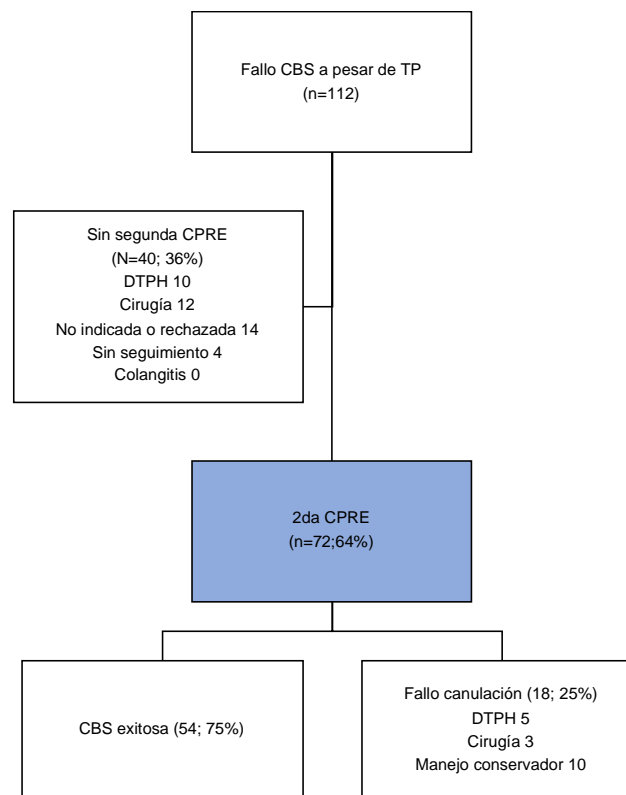 Fallo CBS a pesar de TP
(n=112)
Sin segunda CPRE
(N=40; 36%)
DTPH 10
Cirugía 12
No indicada o rechazada 14
Sin seguimiento 4
Colangitis 0
2da CPRE
(n=72;64%)
CBS exitosa (54; 75%)
Fallo canulación (18; 25%)
DTPH 5
Cirugía 3
Manejo conservador 10